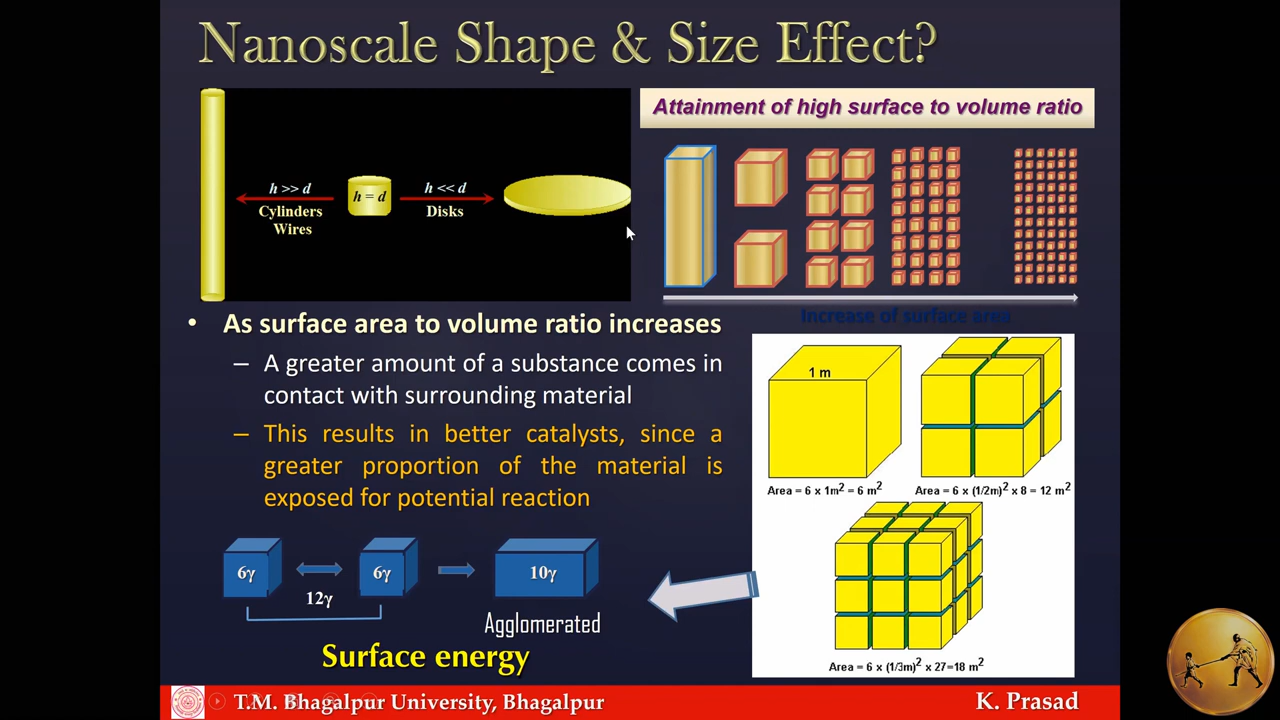 Nanoscale Shape & Size Effect?
Attainment of high surface to volume ratio
h >> d
Cylinders
Wires
h = d
h << d
Disks
Increase of surface area
• As surface area to volume ratio increases
– A greater amount of a substance comes in
contact with surrounding material
– This results in better catalysts, since a
greater proportion of the material is
exposed for potential reaction
1 m
Area = 6 x 1m² = 6 m²
Area = 6 x (1/2m)² x 8 = 12 m²
Area = 6 x (1/3m)² x 27=18 m²
6γ
6γ
12γ
10γ
Agglomerated
Surface energy
T.M. Bhagalpur University, Bhagalpur
K. Prasad